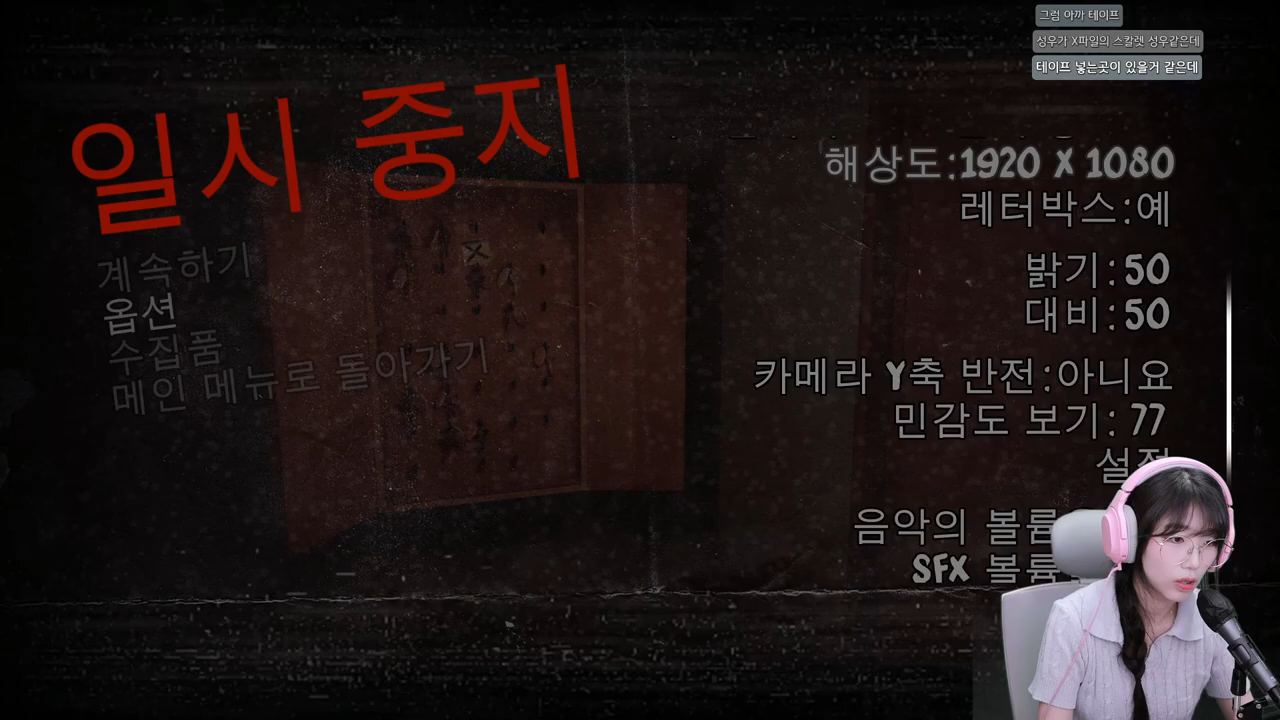 그럼 아까 테이프
성우가 X파일의 스칼렛 성우같은데
테이프 넣는곳이 있을거 같은데
일시 중지
계속하기
옵션
수집품
메인 메뉴로 돌아가기
해상도:1920 X 1080
레터박스:예
밝기:50
대비:50
카메라 Y축 반전:아니요
민감도 보기: 77
설정
음악의 볼륨
SFX 볼륨